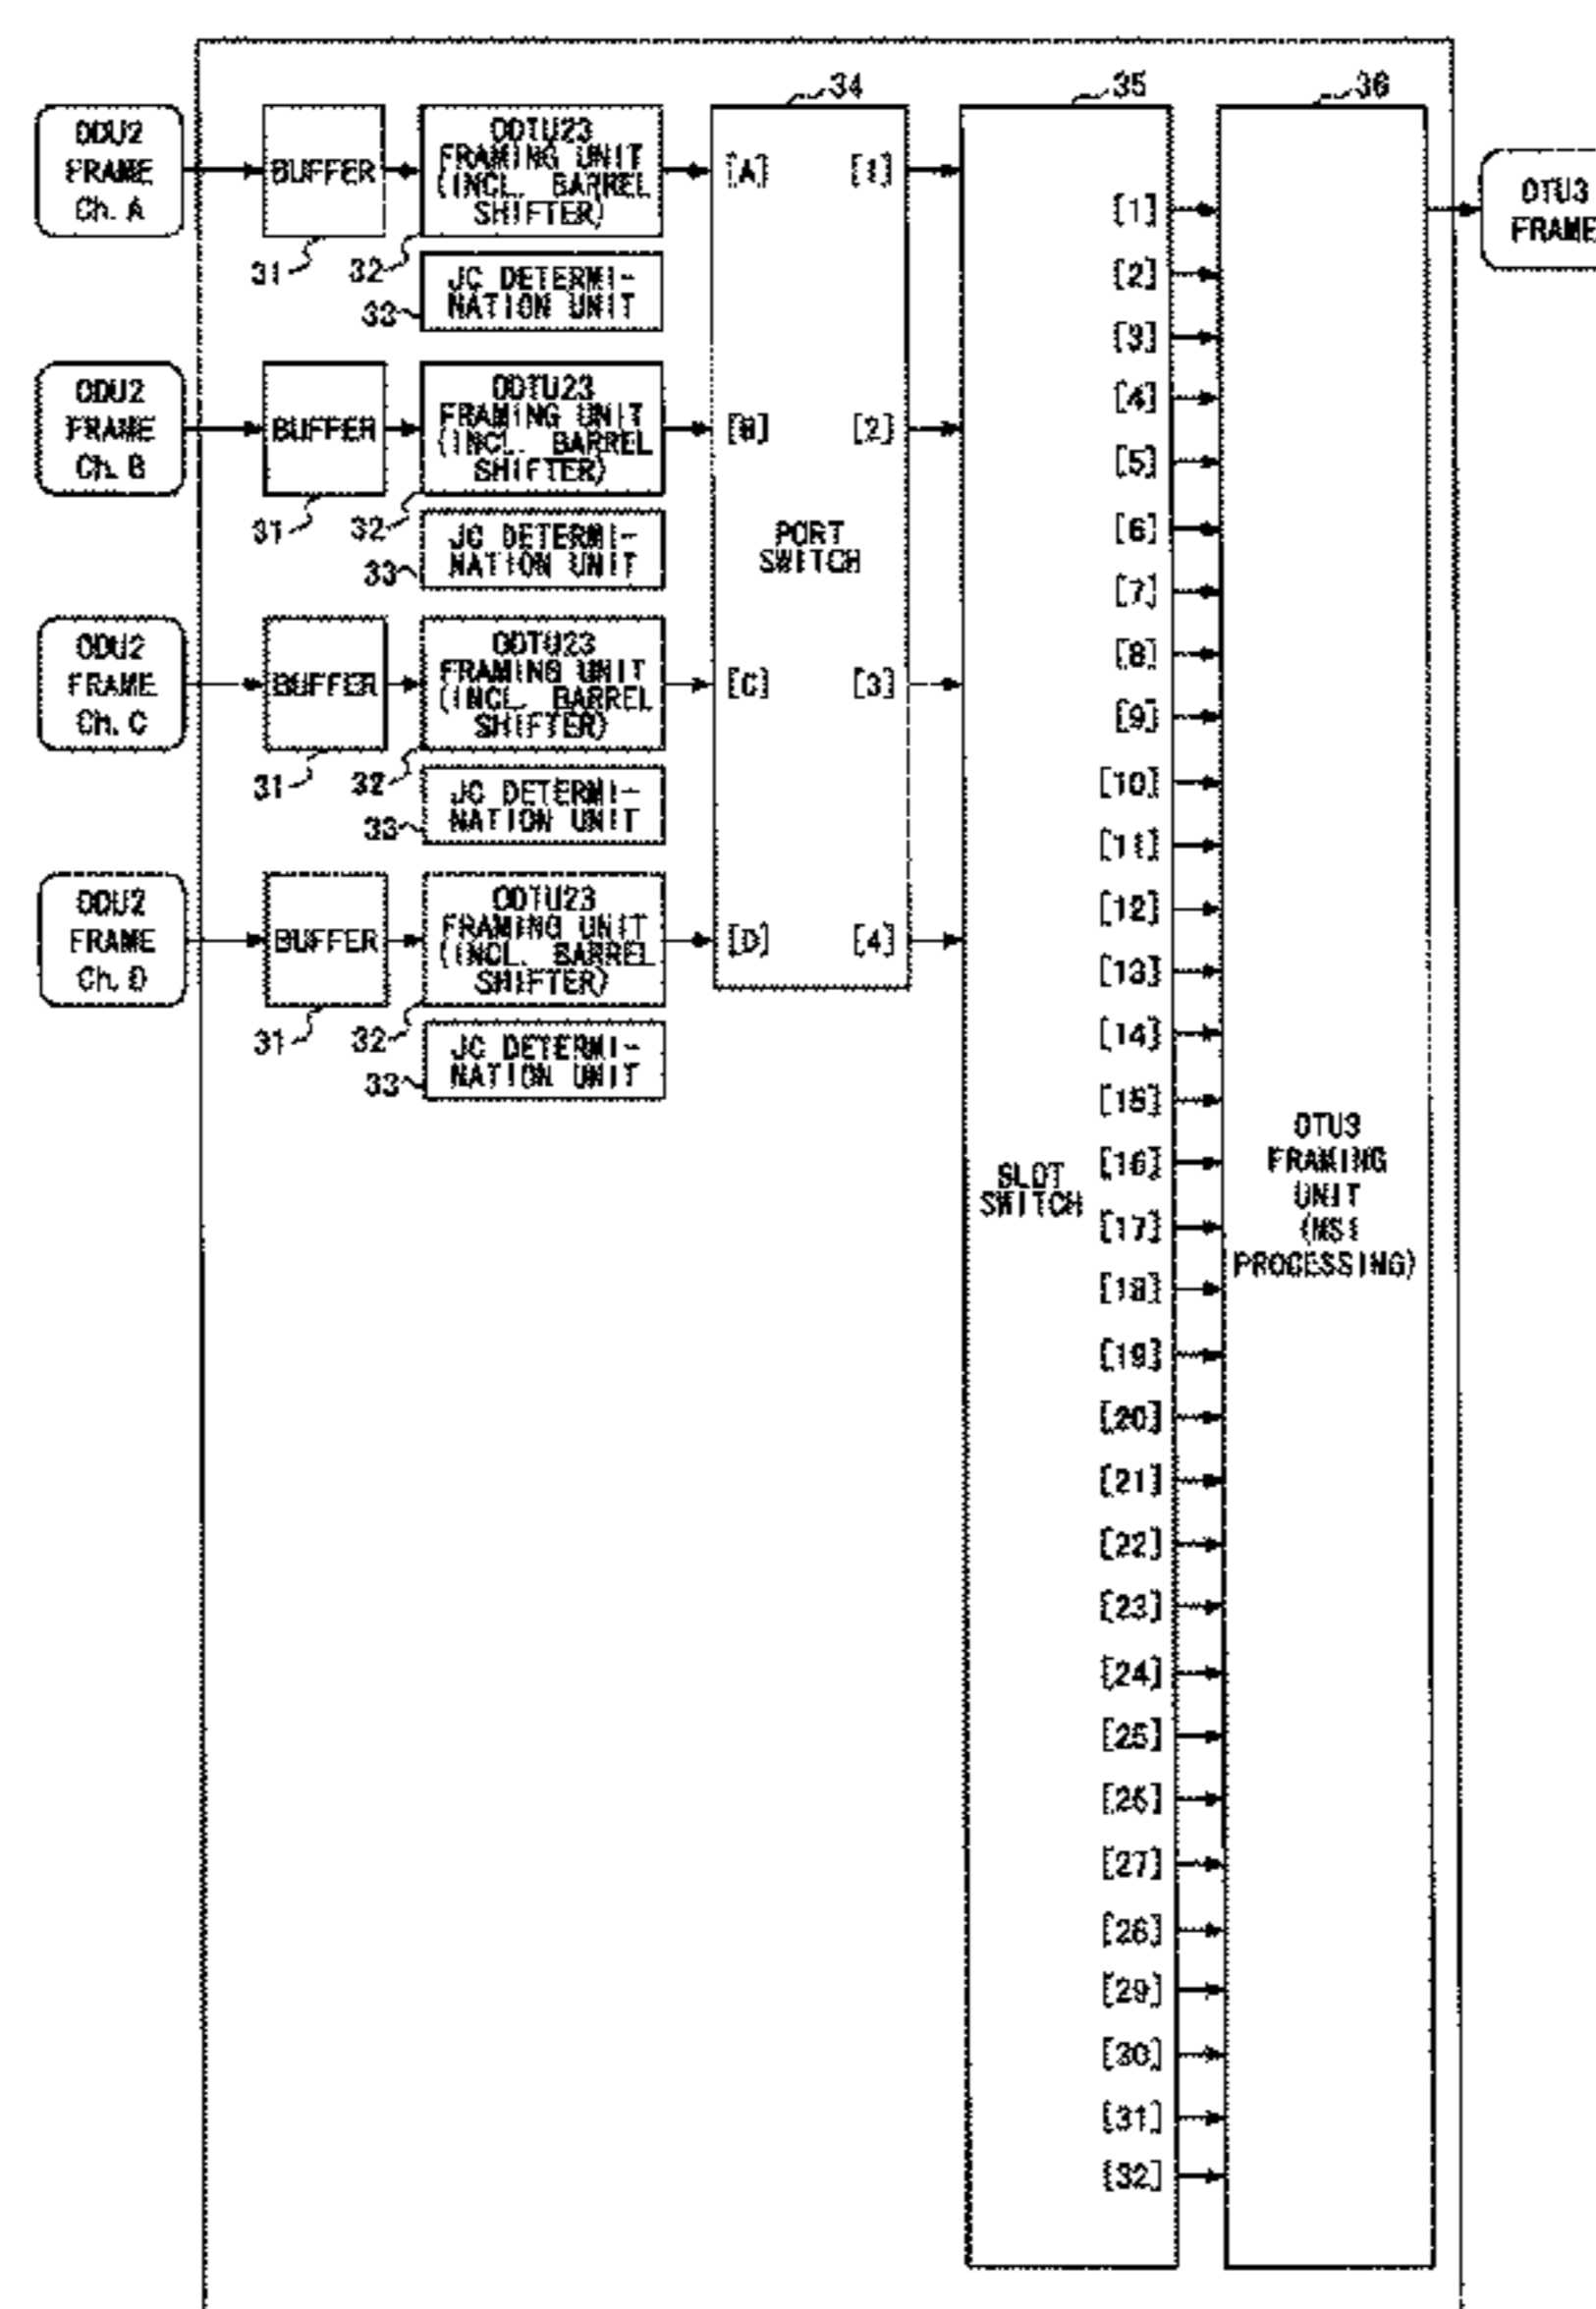 34
35
36
ODU2
FRAME
Ch. A
BUFFER
ODTU23
FRAMING UNIT
(INCL. BARREL
SHIFTER)
[A]
[1]
31
32
JC DETERMI-
NATION UNIT
33
ODU2
FRAME
Ch. B
BUFFER
ODTU23
FRAMING UNIT
(INCL. BARREL
SHIFTER)
[B]
[2]
31
32
JC DETERMI-
NATION UNIT
33
PORT
SWITCH
ODU2
FRAME
Ch. C
BUFFER
ODTU23
FRAMING UNIT
(INCL. BARREL
SHIFTER)
[C]
[3]
31
32
JC DETERMI-
NATION UNIT
33
ODU2
FRAME
Ch. D
BUFFER
ODTU23
FRAMING UNIT
(INCL. BARREL
SHIFTER)
[D]
[4]
31
32
JC DETERMI-
NATION UNIT
33
SLOT
SWITCH
[1]
[2]
[3]
[4]
[5]
[6]
[7]
[8]
[9]
[10]
[11]
[12]
[13]
[14]
[15]
[16]
[17]
[18]
[19]
[20]
[21]
[22]
[23]
[24]
[25]
[26]
[27]
[28]
[29]
[30]
[31]
[32]
OTU3
FRAMING
UNIT
(MSI
PROCESSING)
OTU3
FRAME